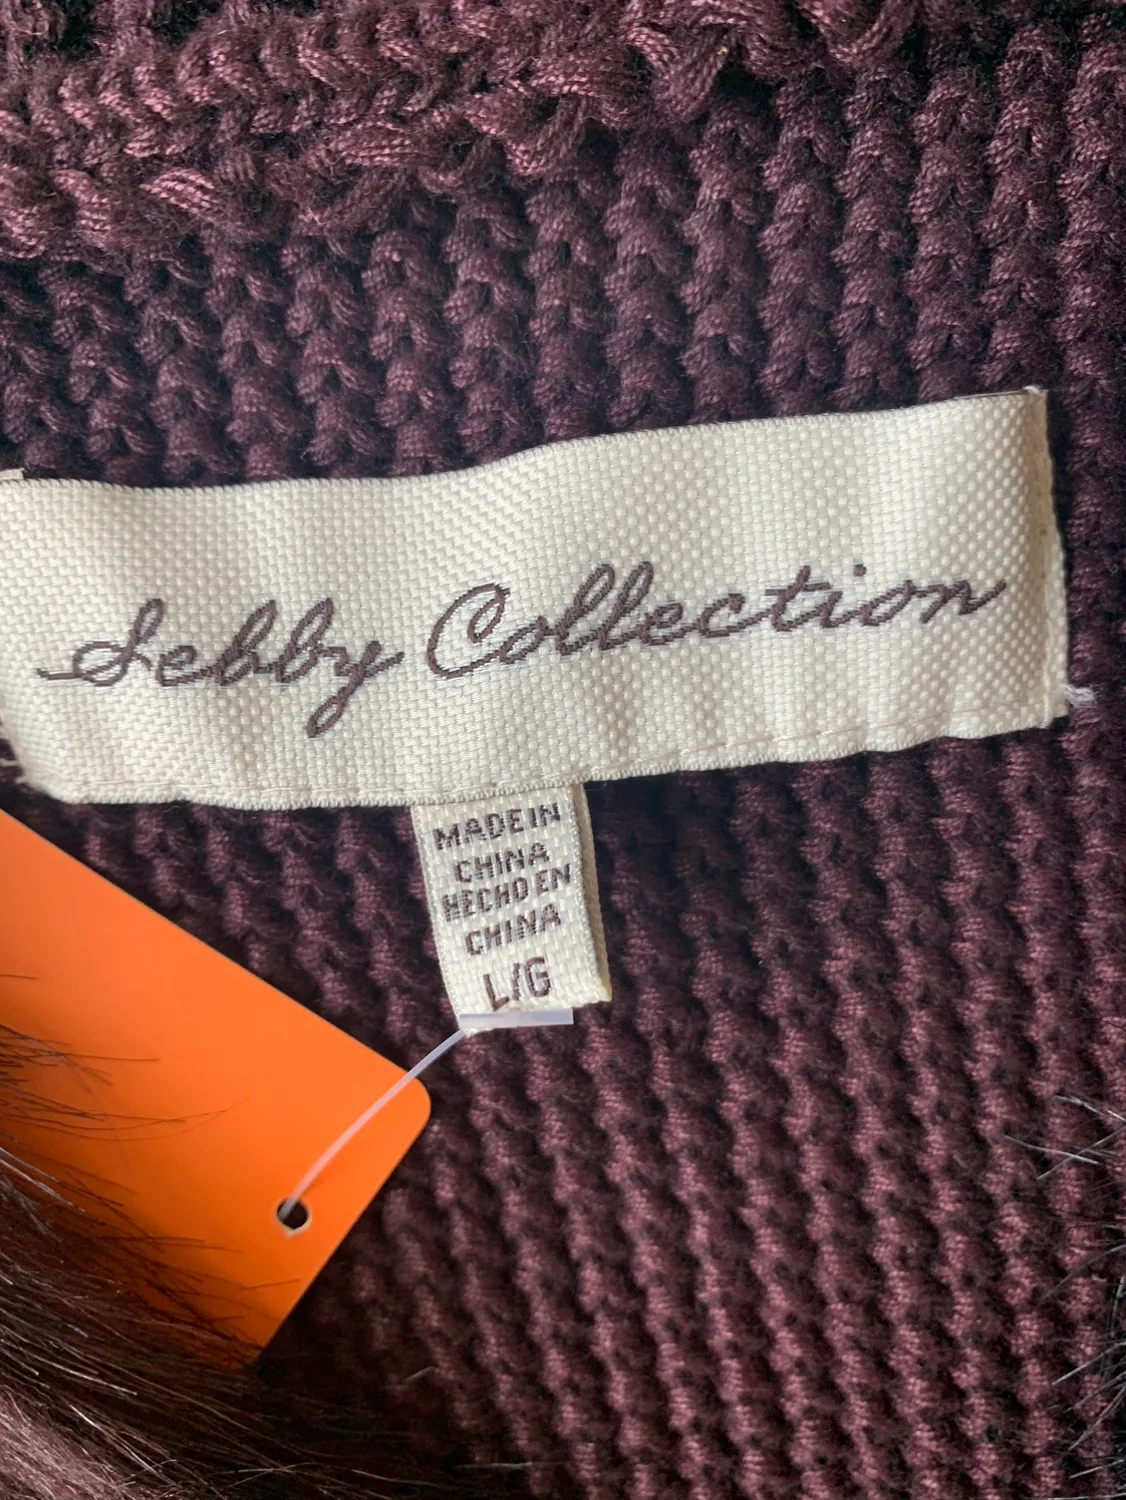 Sebby Collection
MADE IN
CHINA
HECHO EN
CHINA
L/G